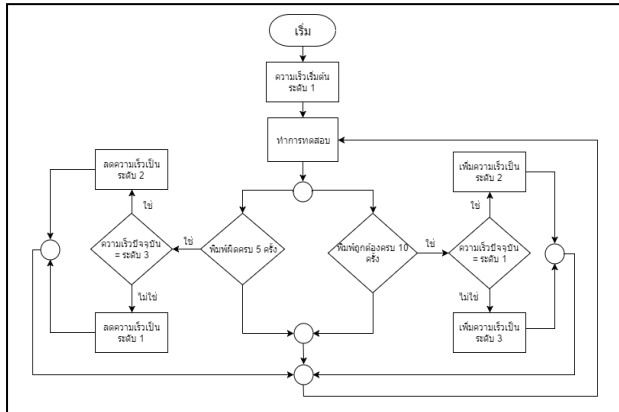 เริ่ม
ความเร็วเริ่มต้น
ระดับ 1
ทำการทดสอบ
ลดความเร็วเป็น
ระดับ 2
เพิ่มความเร็วเป็น
ระดับ 2
ใช่
ใช่
ความเร็วปัจจุบัน
= ระดับ 3
ใช่
พิมพ์ผิดครบ 5 ครั้ง
พิมพ์ถูกต้องครบ 10
ครั้ง
ใช่
ความเร็วปัจจุบัน
= ระดับ 1
ไม่ใช่
ไม่ใช่
ลดความเร็วเป็น
ระดับ 1
เพิ่มความเร็วเป็น
ระดับ 3